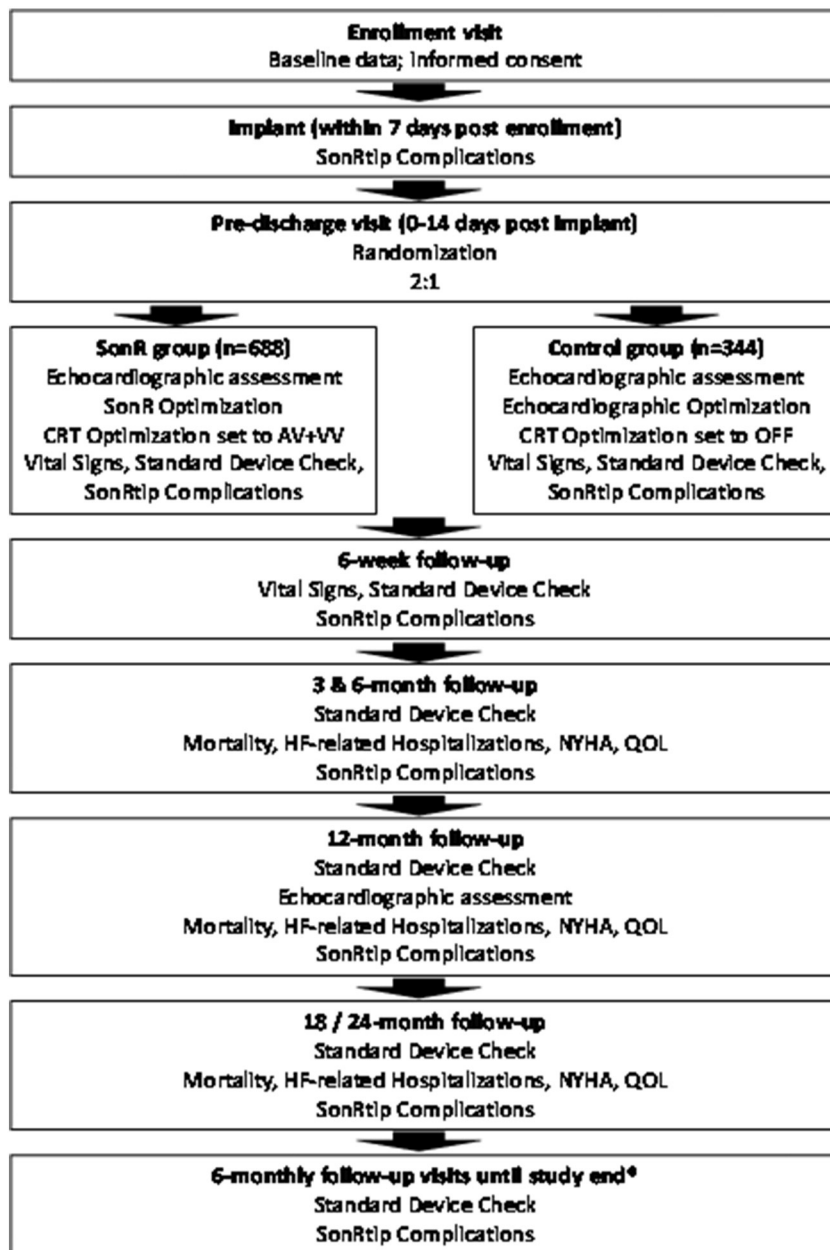 Enrollment visit
Baseline data; Informed consent
Implant (within 7 days post enrollment)
SonRtip Complications
Pre-discharge visit (0-14 days post implant)
Randomization
2:1
SonR group (n=688)
Echocardiographic assessment
SonR Optimization
CRT Optimization set to AV+VV
Vital Signs, Standard Device Check,
SonRtip Complications
Control group (n=344)
Echocardiographic assessment
Echocardiographic Optimization
CRT Optimization set to OFF
Vital Signs, Standard Device Check,
SonRtip Complications
6-week follow-up
Vital Signs, Standard Device Check
SonRtip Complications
3 & 6-month follow-up
Standard Device Check
Mortality, HF-related Hospitalizations, NYHA, QOL
SonRtip Complications
12-month follow-up
Standard Device Check
Echocardiographic assessment
Mortality, HF-related Hospitalizations, NYHA, QOL
SonRtip Complications
18 / 24-month follow-up
Standard Device Check
Mortality, HF-related Hospitalizations, NYHA, QOL
SonRtip Complications
6-monthly follow-up visits until study end*
Standard Device Check
SonRtip Complications